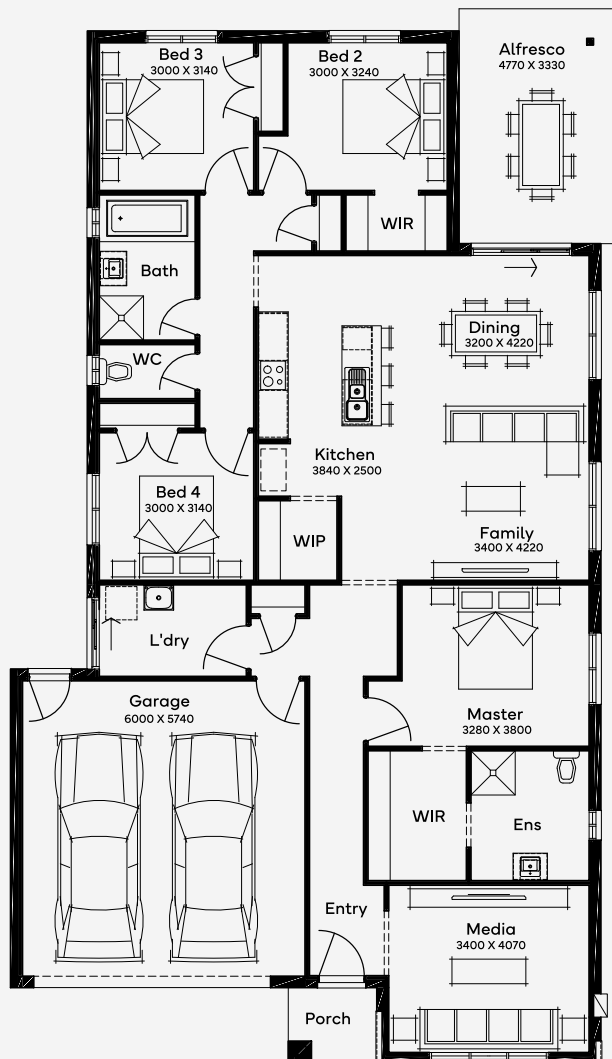 Bed 3
3000 X 3140
Bed 2
3000 X 3240
Alfresco
4770 X 3330
WIR
Bath
Dining
3200 X 4220
WC
Kitchen
3840 X 2500
Bed 4
3000 X 3140
WIP
Family
3400 X 4220
L'dry
Garage
6000 X 5740
Master
3280 X 3800
WIR
Ens
Entry
Media
3400 X 4070
Porch